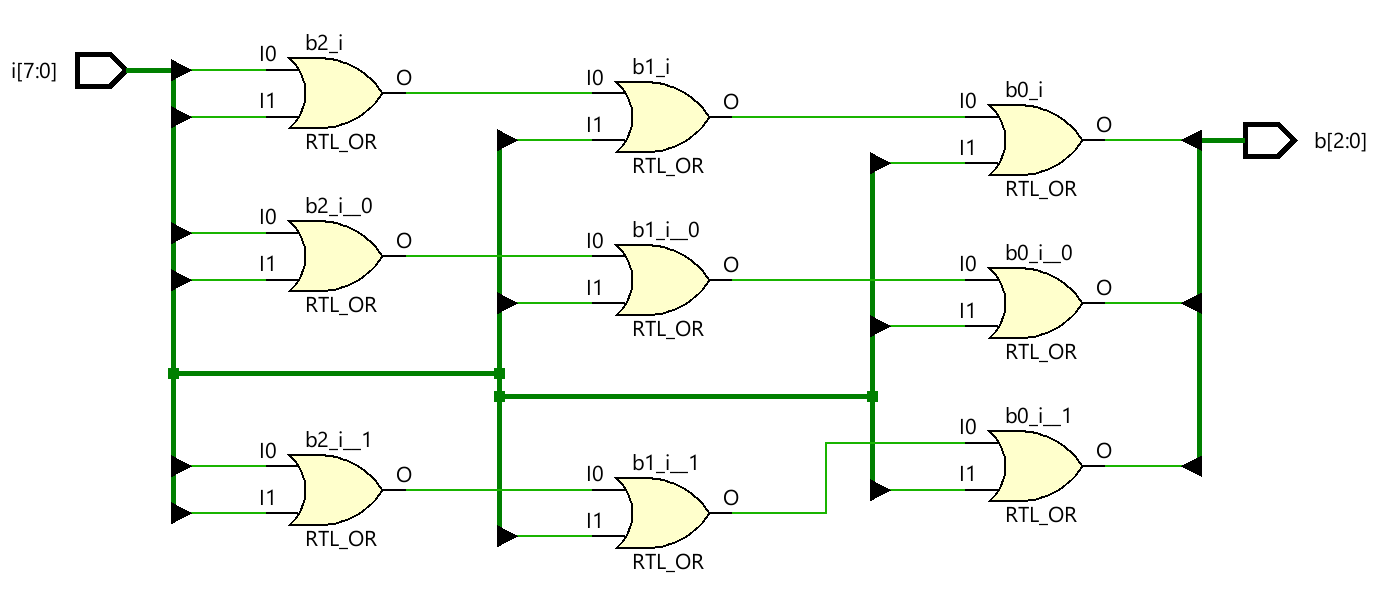 i[7:0]
I0
I1
b2_i
O
RTL_OR
I0
I1
b1_i
O
RTL_OR
I0
I1
b0_i
O
RTL_OR
b[2:0]
I0
I1
b2_i__0
O
RTL_OR
I0
I1
b1_i__0
O
RTL_OR
I0
I1
b0_i__0
O
RTL_OR
I0
I1
b2_i__1
O
RTL_OR
I0
I1
b1_i__1
O
RTL_OR
I0
I1
b0_i__1
O
RTL_OR